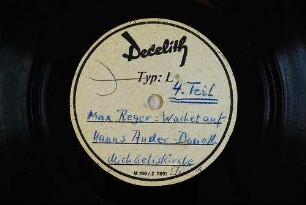 Decelith
Typ: L
4. Teil
Max Reger: Wachet auf
Hanns Ander-Donath
Michaeliskirche